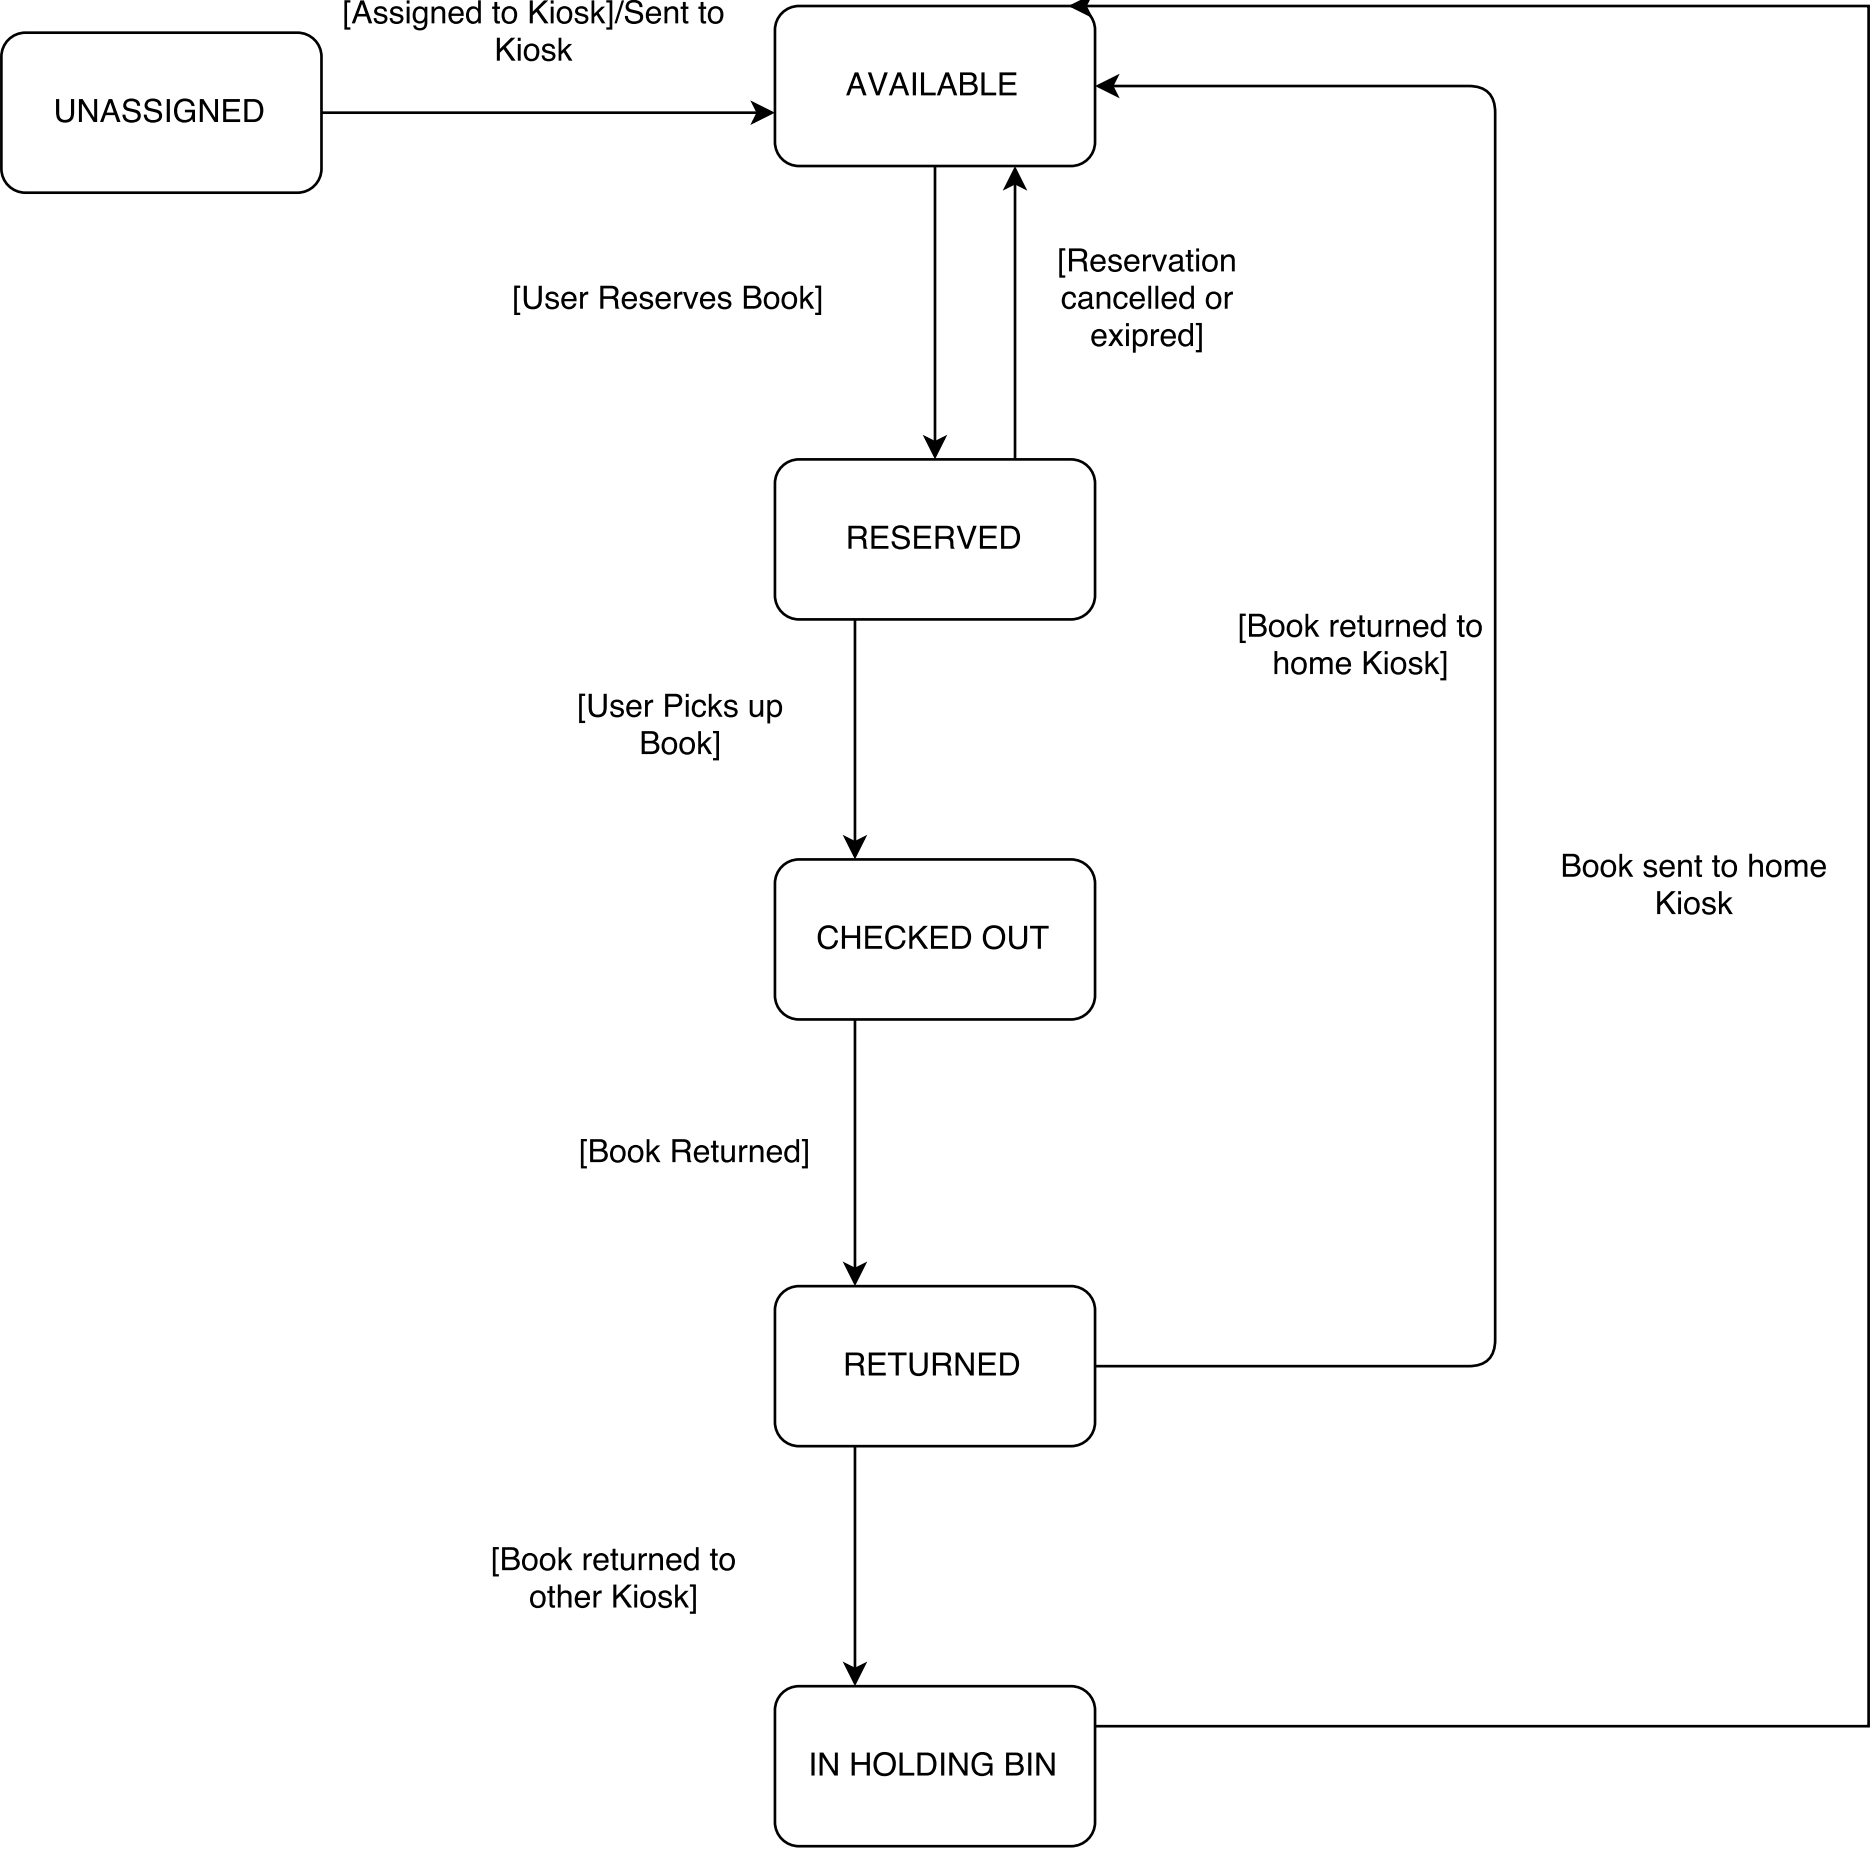 [Assigned to Kiosk]/Sent to
Kiosk
UNASSIGNED
AVAILABLE
[User Reserves Book]
[Reservation
cancelled or
exipred]
RESERVED
[Book returned to
home Kiosk]
[User Picks up
Book]
Book sent to home
Kiosk
CHECKED OUT
[Book Returned]
RETURNED
[Book returned to
other Kiosk]
IN HOLDING BIN